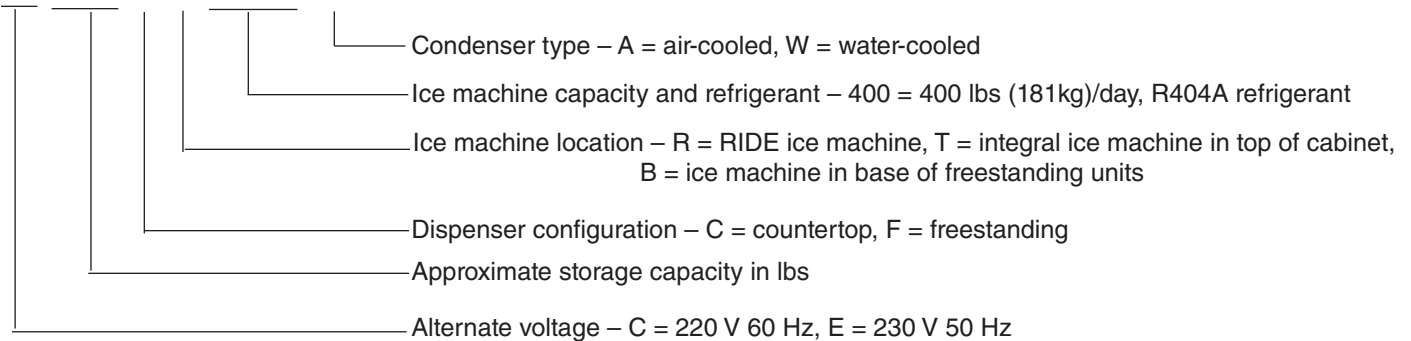 Condenser type – A = air-cooled, W = water-cooled
Ice machine capacity and refrigerant – 400 = 400 lbs (181kg)/day, R404A refrigerant
Ice machine location – R = RIDE ice machine, T = integral ice machine in top of cabinet,
B = ice machine in base of freestanding units
Dispenser configuration – C = countertop, F = freestanding
Approximate storage capacity in lbs
Alternate voltage – C = 220 V 60 Hz, E = 230 V 50 Hz